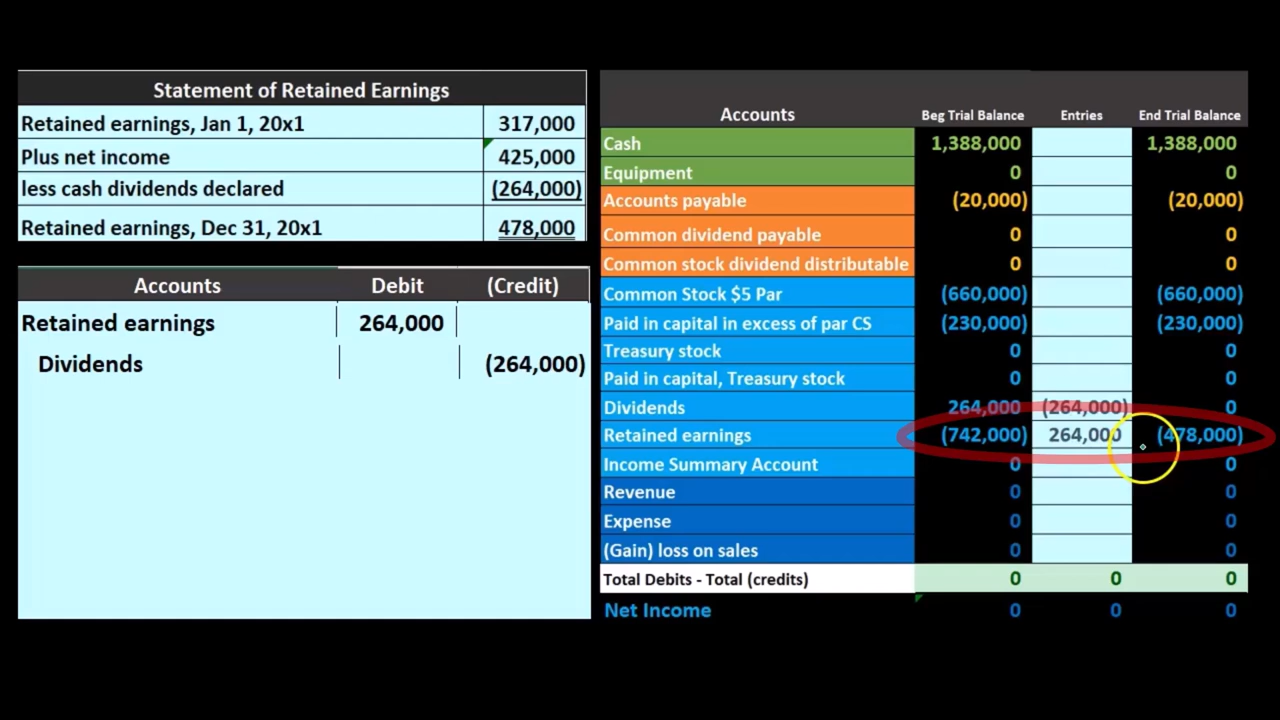 Statement of Retained Earnings
Retained earnings, Jan 1, 20x1 317,000
Plus net income 425,000
less cash dividends declared (264,000)
Retained earnings, Dec 31, 20x1 478,000
Accounts Debit (Credit)
Retained earnings 264,000
Dividends (264,000)
Accounts Beg Trial Balance Entries End Trial Balance
Cash 1,388,000 1,388,000
Equipment 0 0
Accounts payable (20,000) (20,000)
Common dividend payable 0 0
Common stock dividend distributable 0 0
Common Stock $5 Par (660,000) (660,000)
Paid in capital in excess of par CS (230,000) (230,000)
Treasury stock 0 0
Paid in capital, Treasury stock 0 0
Dividends 264,000 (264,000) 0
Retained earnings (742,000) 264,000 (478,000)
Income Summary Account 0 0
Revenue 0 0
Expense 0 0
(Gain) loss on sales 0 0
Total Debits - Total (credits) 0 0 0
Net Income 0 0 0